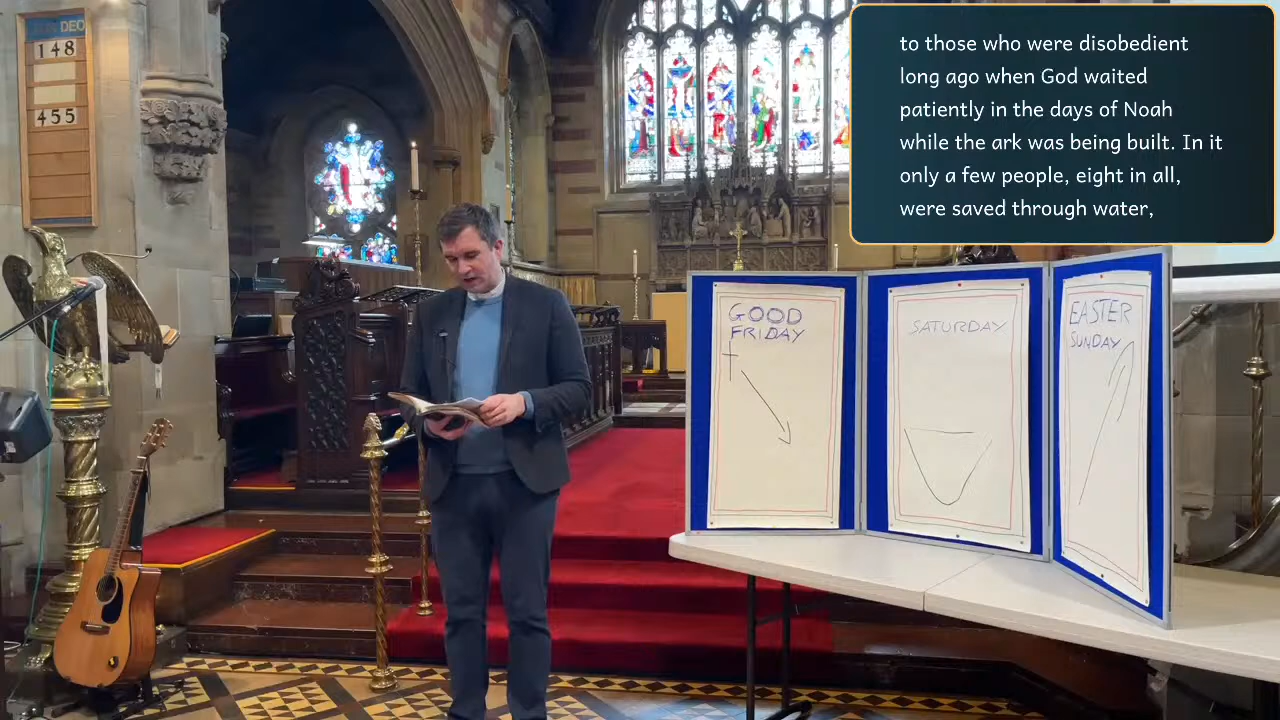 DEO
148
455
to those who were disobedient
long ago when God waited
patiently in the days of Noah
while the ark was being built. In it
only a few people, eight in all,
were saved through water,
GOOD
FRIDAY
SATURDAY
EASTER
SUNDAY